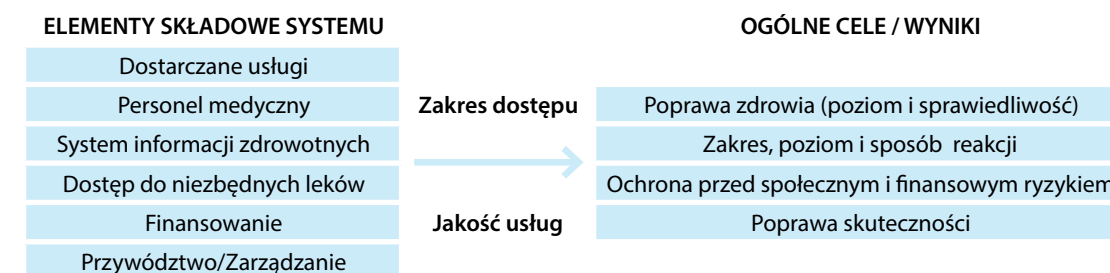 ELEMENTY SKŁADOWE SYSTEMU
Dostarczane usługi
Personel medyczny
System informacji zdrowotnych
Dostęp do niezbędnych leków
Finansowanie
Przywództwo/Zarządzanie
Zakres dostępu
Jakość usług
OGÓLNE CELE / WYNIKI
Poprawa zdrowia (poziom i sprawiedliwość)
Zakres, poziom i sposób reakcji
Ochrona przed społecznym i finansowym ryzykiem
Poprawa skuteczności